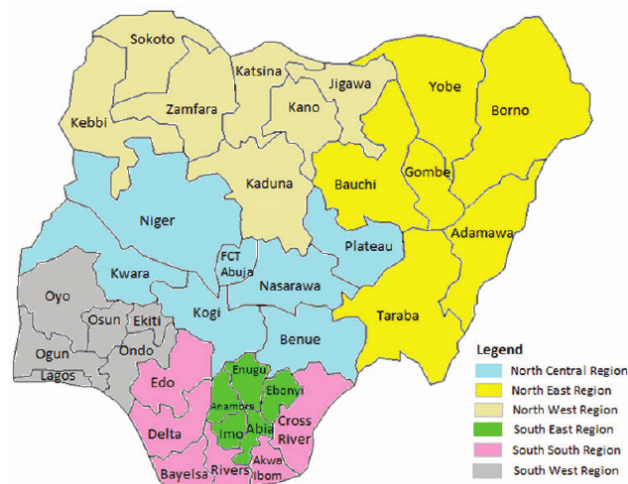 Sokoto
Katsina
Jigawa
Yobe
Borno
Kebbi
Zamfara
Kano
Kaduna
Bauchi
Gombe
Niger
Adamawa
Plateau
FCT
Abuja
Kwara
Nasarawa
Taraba
Oyo
Kogi
Benue
Osun
Ekiti
Ogun
Ondo
Lagos
Edo
Enugu
Ebonyi
Anambra
Delta
Imo
Abia
Cross
River
Bayelsa
Rivers
Akwa
Ibom
Legend
North Central Region
North East Region
North West Region
South East Region
South South Region
South West Region